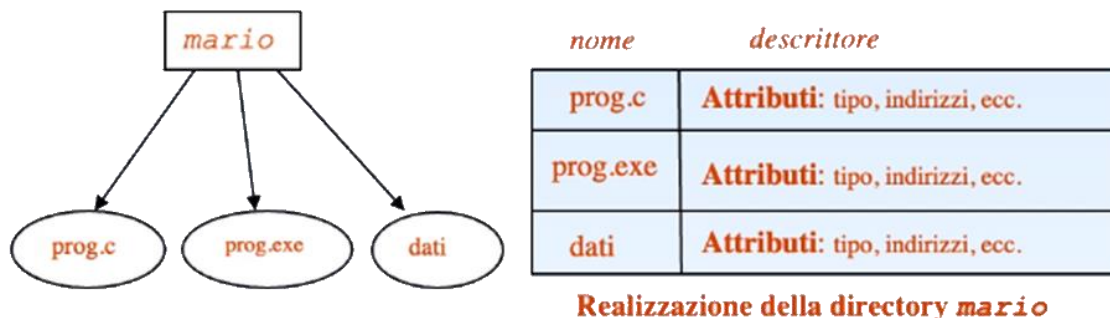 mario
prog.c
prog.exe
dati
nome descrittore
prog.c Attributi: tipo, indirizzi, ecc.
prog.exe Attributi: tipo, indirizzi, ecc.
dati Attributi: tipo, indirizzi, ecc.
Realizzazione della directory mario